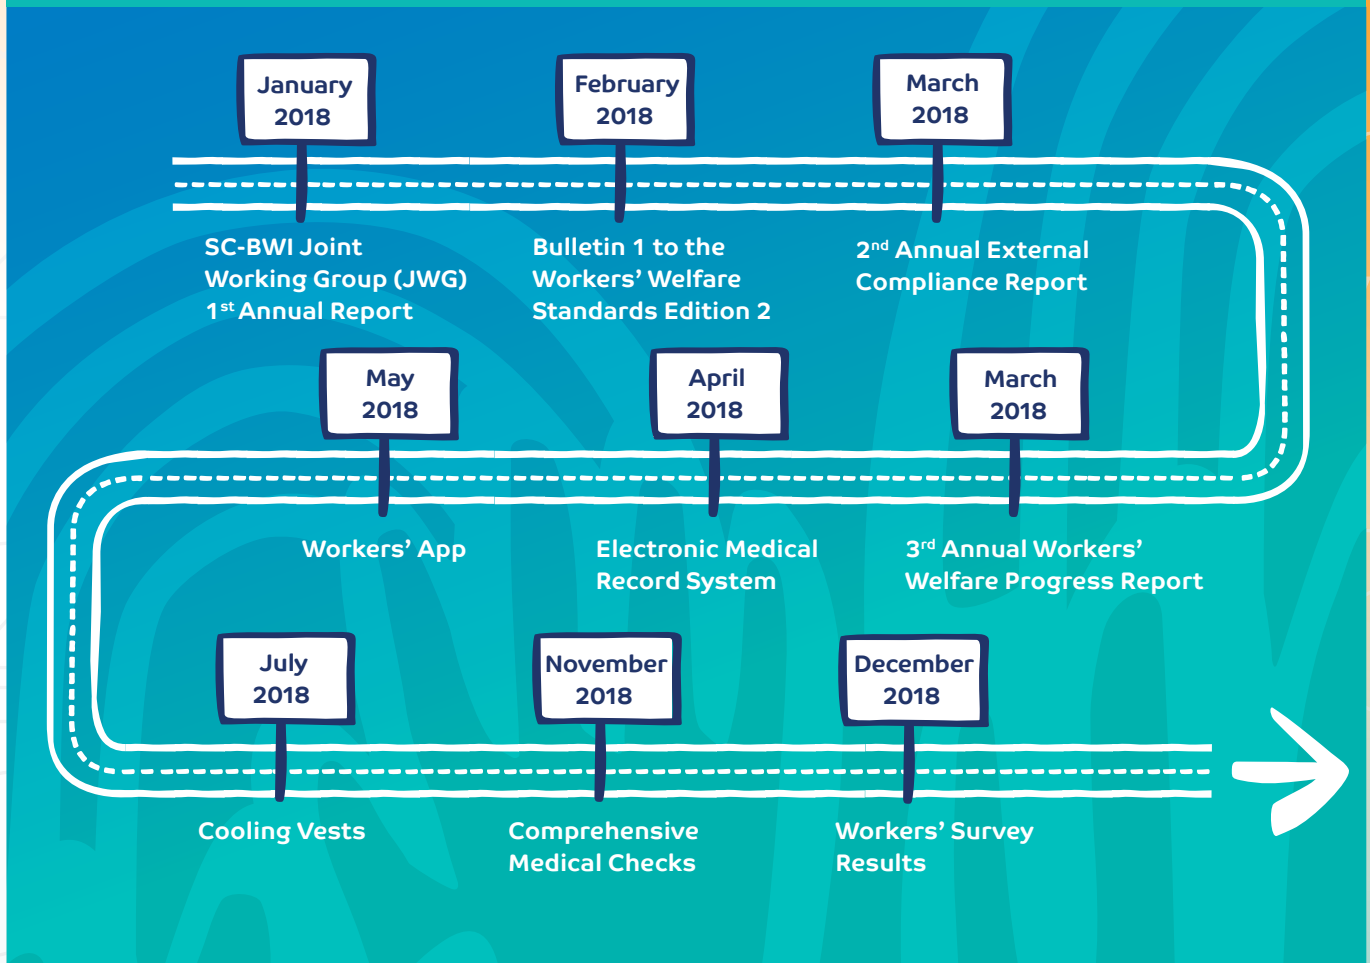 January
2018
SC-BWI Joint
Working Group (JWG)
1st Annual Report
February
2018
Bulletin 1 to the
Workers’ Welfare
Standards Edition 2
March
2018
2nd Annual External
Compliance Report
March
2018
3rd Annual Workers’
Welfare Progress Report
April
2018
Electronic Medical
Record System
May
2018
Workers’ App
July
2018
Cooling Vests
November
2018
Comprehensive
Medical Checks
December
2018
Workers’ Survey
Results